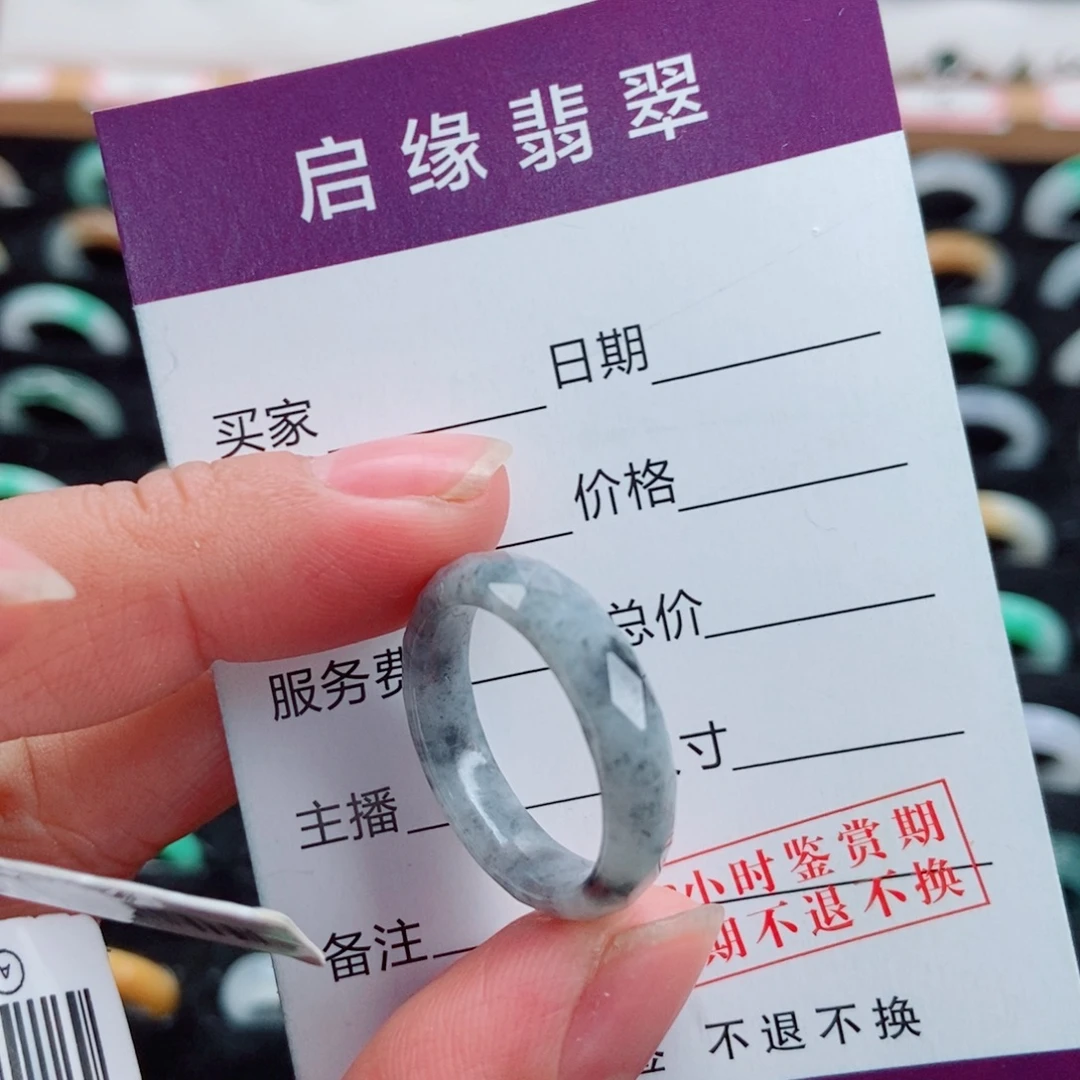 启缘翡翠
买家 日期
价格
总价
服务费
寸
主播
小时鉴赏期
期不退不换
备注
不退不换
A